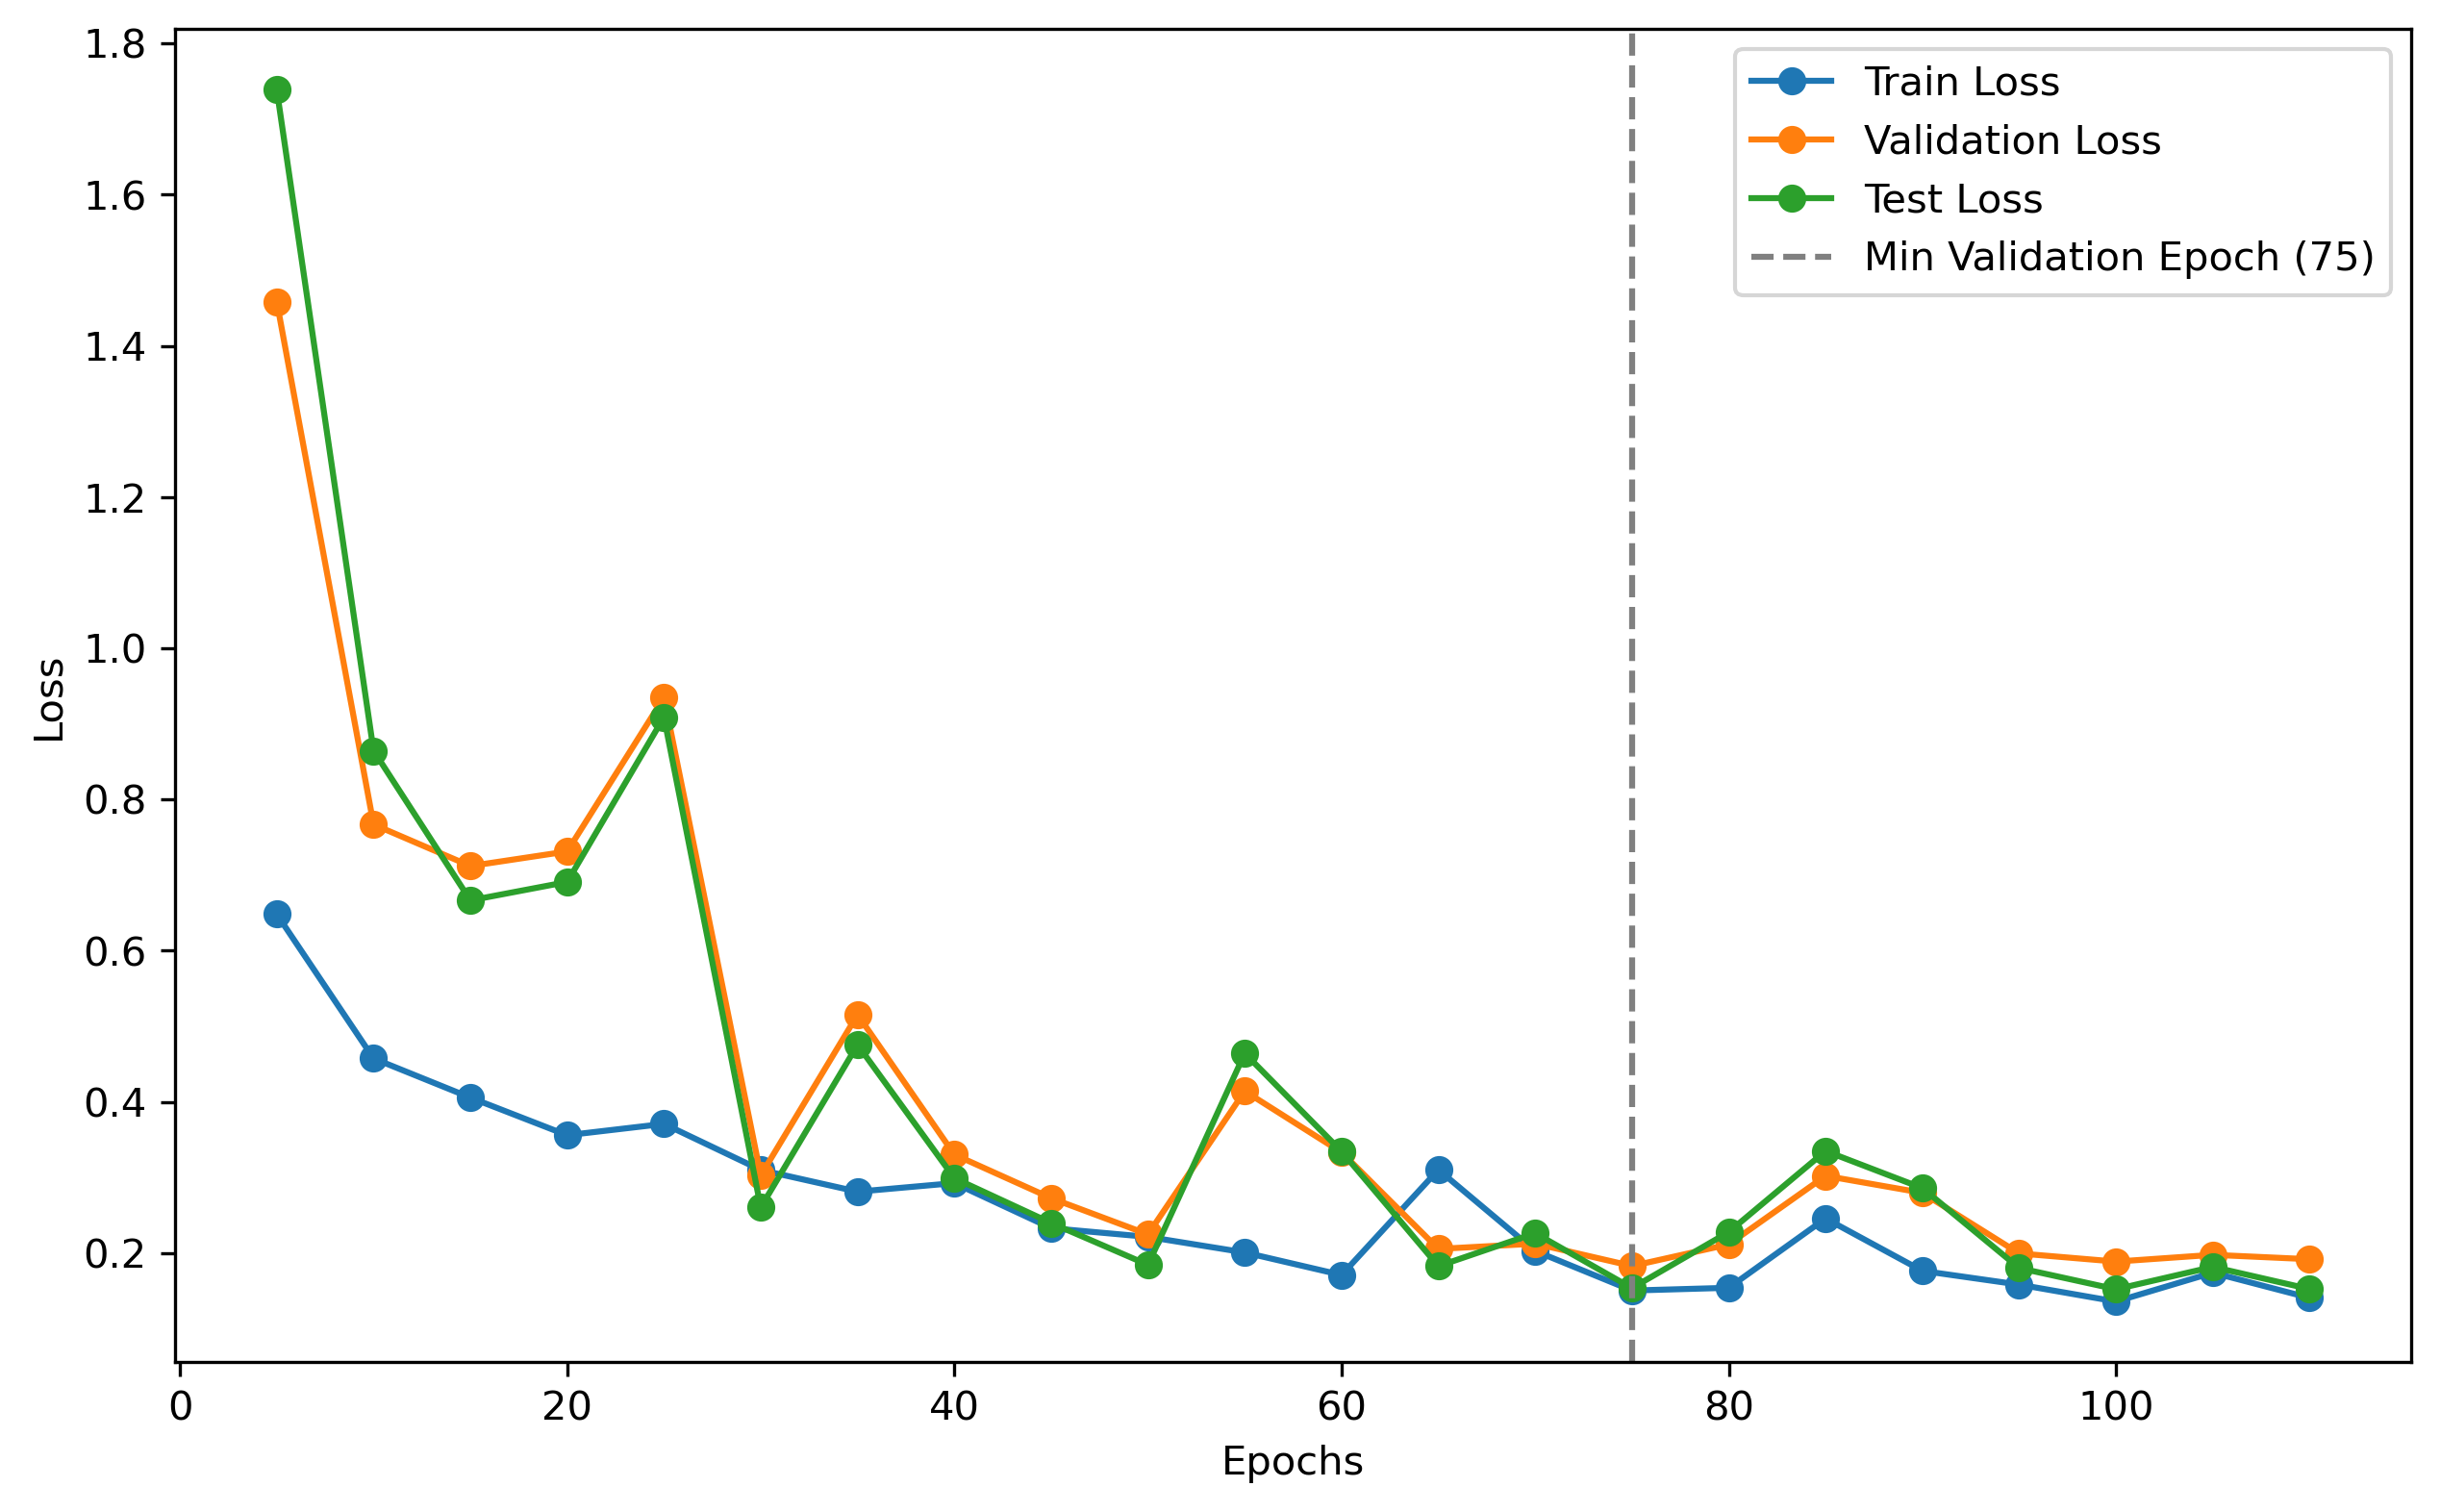 1.8
1.6
1.4
1.2
1.0
0.8
0.6
0.4
0.2
Loss
0 20 40 60 80 100
Epochs
Train Loss
Validation Loss
Test Loss
Min Validation Epoch (75)